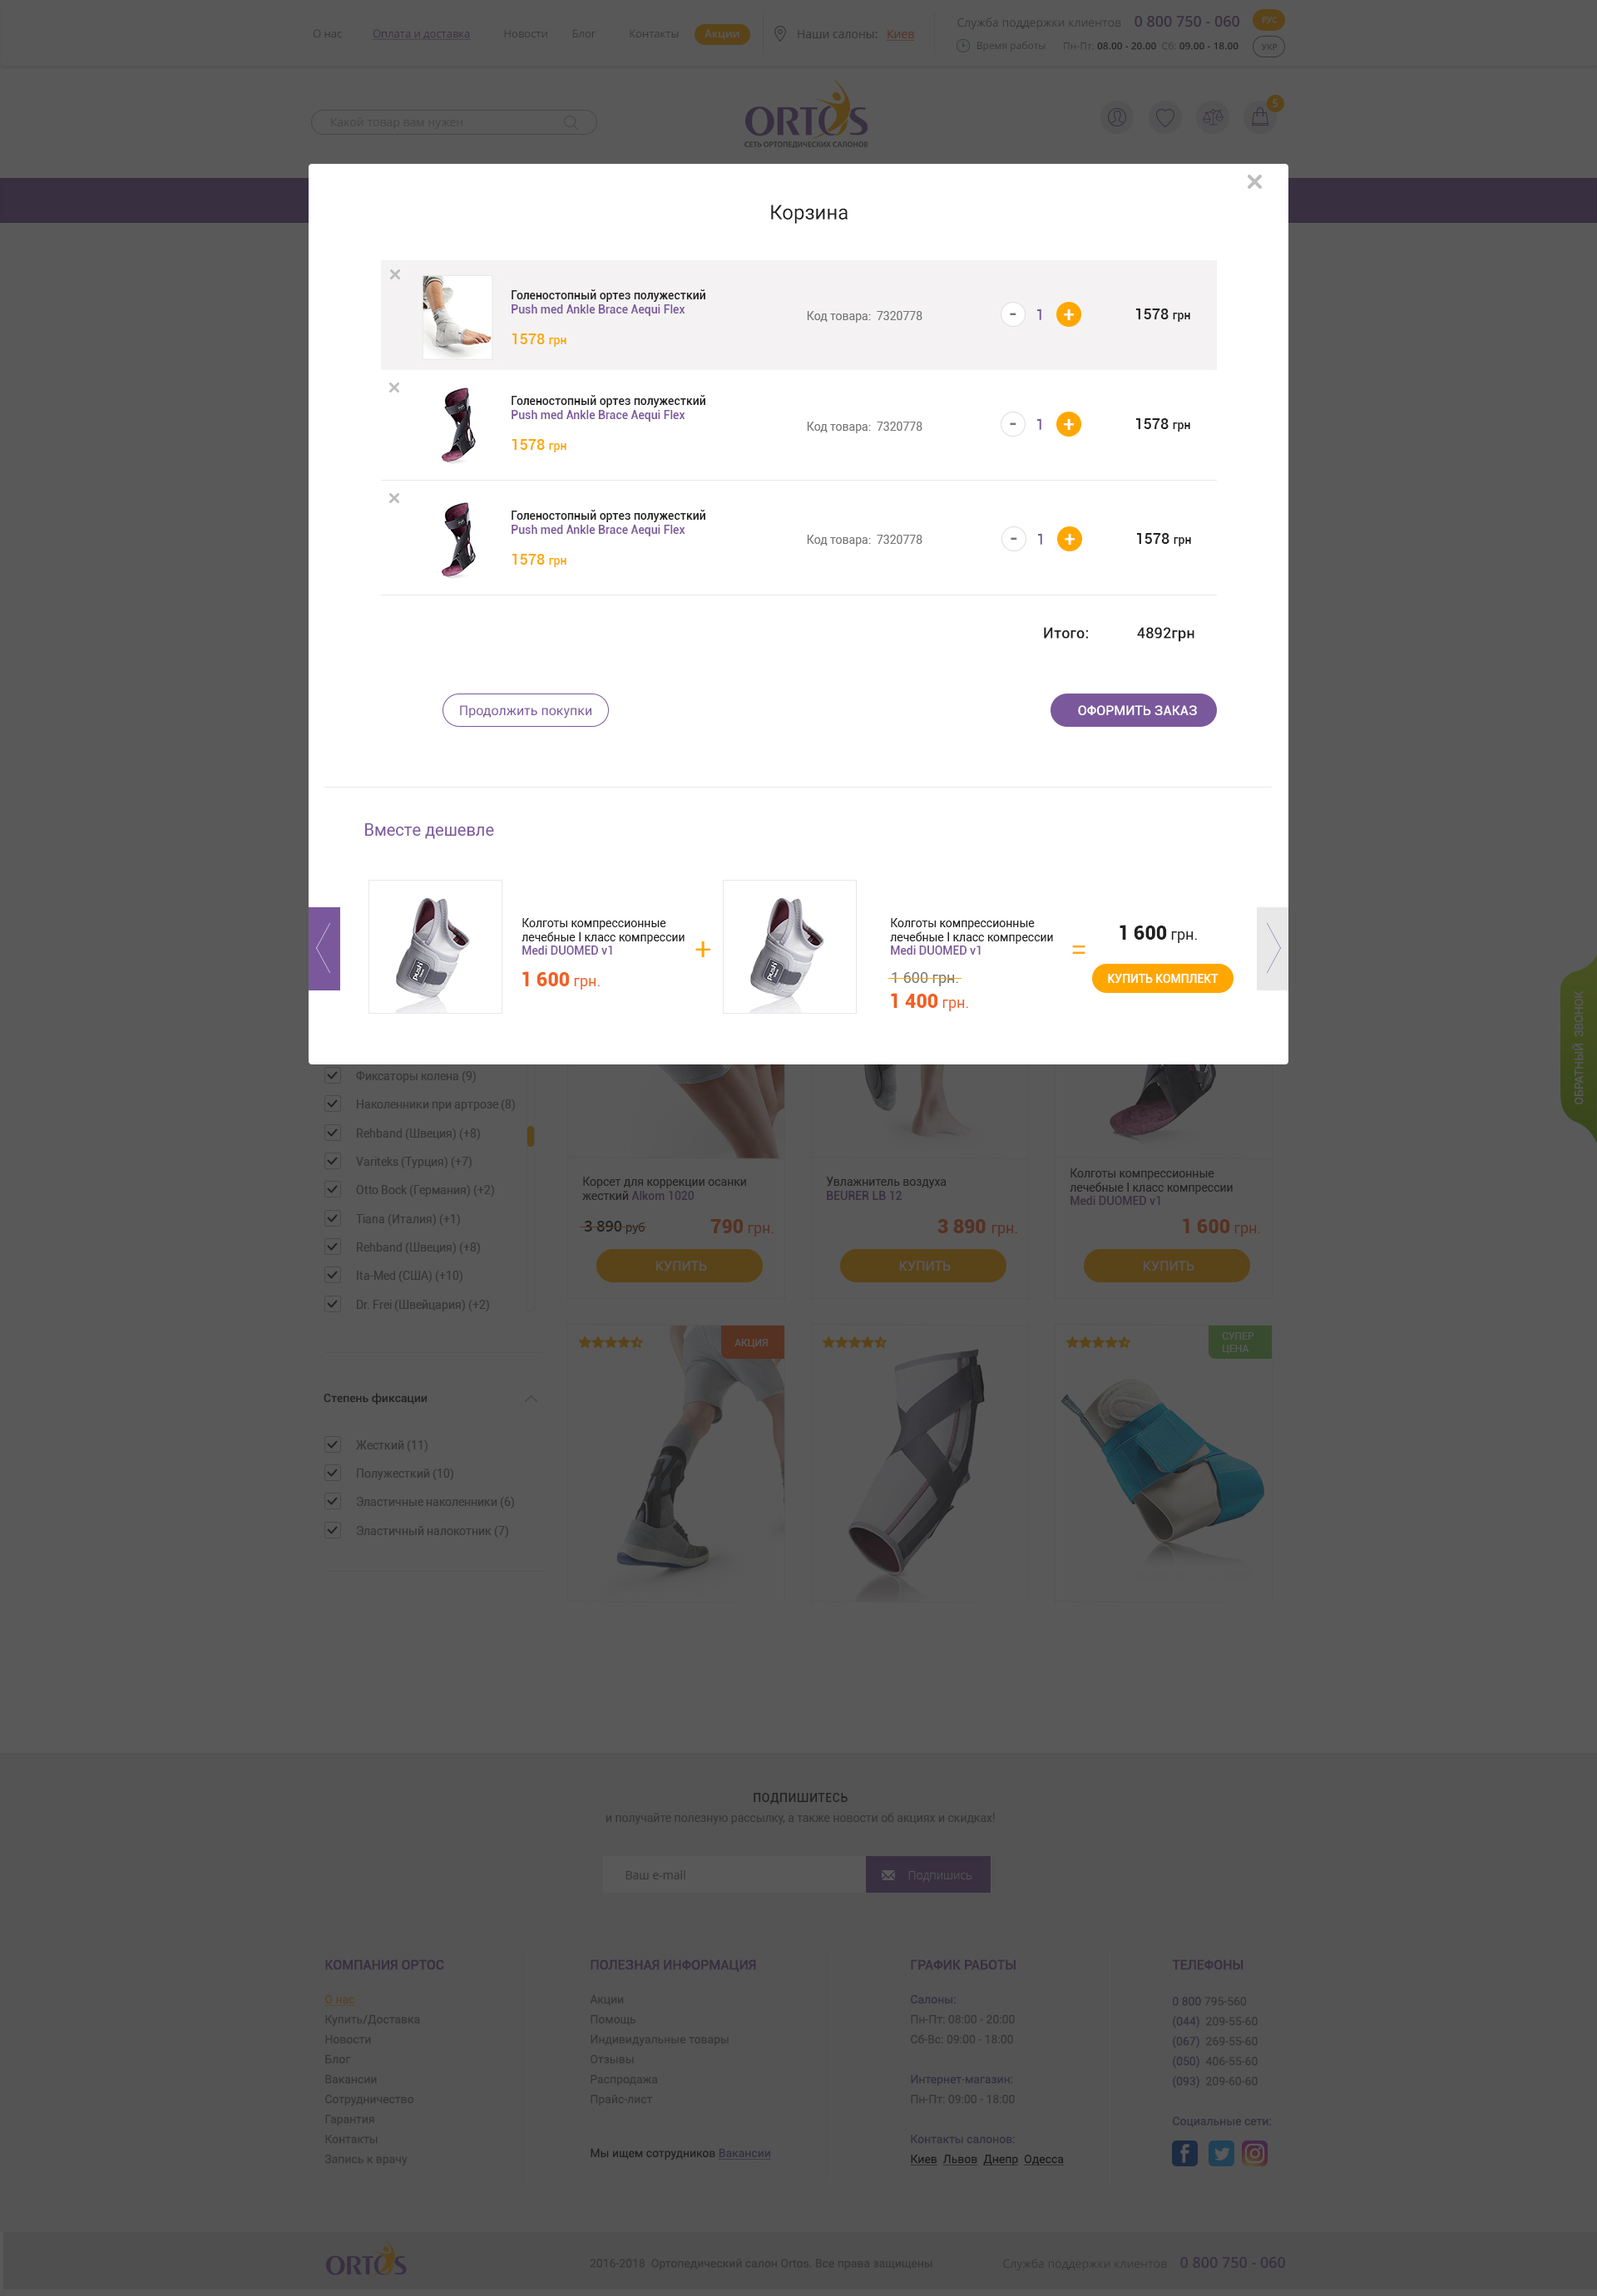 О нас
Оплата и доставка
Новости
Блог
Контакты
Акции
Наши салоны: Киев
Служба поддержки клиентов 0 800 750 - 060
РУС
Время работы Пн-Пт: 08.00 - 20.00 Сб: 09.00 - 18.00
УКР
Какой товар вам нужен
ORTOS
СЕТЬ ОРТОПЕДИЧЕСКИХ САЛОНОВ
5
Корзина
Голеностопный ортез полужесткий
Push med Ankle Brace Aequi Flex
1578 грн
Код товара: 7320778
- 1 +
1578 грн
Голеностопный ортез полужесткий
Push med Ankle Brace Aequi Flex
1578 грн
Код товара: 7320778
- 1 +
1578 грн
Голеностопный ортез полужесткий
Push med Ankle Brace Aequi Flex
1578 грн
Код товара: 7320778
- 1 +
1578 грн
Итого: 4892грн
Продолжить покупки
ОФОРМИТЬ ЗАКАЗ
Вместе дешевле
push
Колготы компрессионные
лечебные I класс компрессии
Medi DUOMED v1
1 600 грн.
+
push
Колготы компрессионные
лечебные I класс компрессии
Medi DUOMED v1
1 600 грн.
1 400 грн.
=
1 600 грн.
КУПИТЬ КОМПЛЕКТ
ОБРАТНЫЙ ЗВОНОК
Фиксаторы колена (9)
Наколенники при артрозе (8)
Rehband (Швеция) (+8)
Variteks (Турция) (+7)
Otto Bock (Германия) (+2)
Tiana (Италия) (+1)
Rehband (Швеция) (+8)
Ita-Med (США) (+10)
Dr. Frei (Швейцария) (+2)
Степень фиксации
Жесткий (11)
Полужесткий (10)
Эластичные наколенники (6)
Эластичный налокотник (7)
Корсет для коррекции осанки
жесткий Alkom 1020
3 890 руб
790 грн.
КУПИТЬ
Увлажнитель воздуха
BEURER LB 12
3 890 грн.
КУПИТЬ
Колготы компрессионные
лечебные I класс компрессии
Medi DUOMED v1
1 600 грн.
КУПИТЬ
АКЦИЯ
СУПЕР
ЦЕНА
ПОДПИШИТЕСЬ
и получайте полезную рассылку, а также новости об акциях и скидках!
Ваш e-mail
Подпишись
КОМПАНИЯ ОРТОС
О нас
Купить/Доставка
Новости
Блог
Вакансии
Сотрудничество
Гарантия
Контакты
Запись к врачу
ПОЛЕЗНАЯ ИНФОРМАЦИЯ
Акции
Помощь
Индивидуальные товары
Отзывы
Распродажа
Прайс-лист
Мы ищем сотрудников Вакансии
ГРАФИК РАБОТЫ
Салоны:
Пн-Пт: 08:00 - 20:00
Сб-Вс: 09:00 - 18:00
Интернет-магазин:
Пн-Пт: 09:00 - 18:00
Контакты салонов:
Киев Львов Днепр Одесса
ТЕЛЕФОНЫ
0 800 795-560
(044) 209-55-60
(067) 269-55-60
(050) 406-55-60
(093) 209-60-60
Социальные сети:
ORTOS
2016-2018 Ортопедический салон Ortos. Все права защищены
Служба поддержки клиентов 0 800 750 - 060